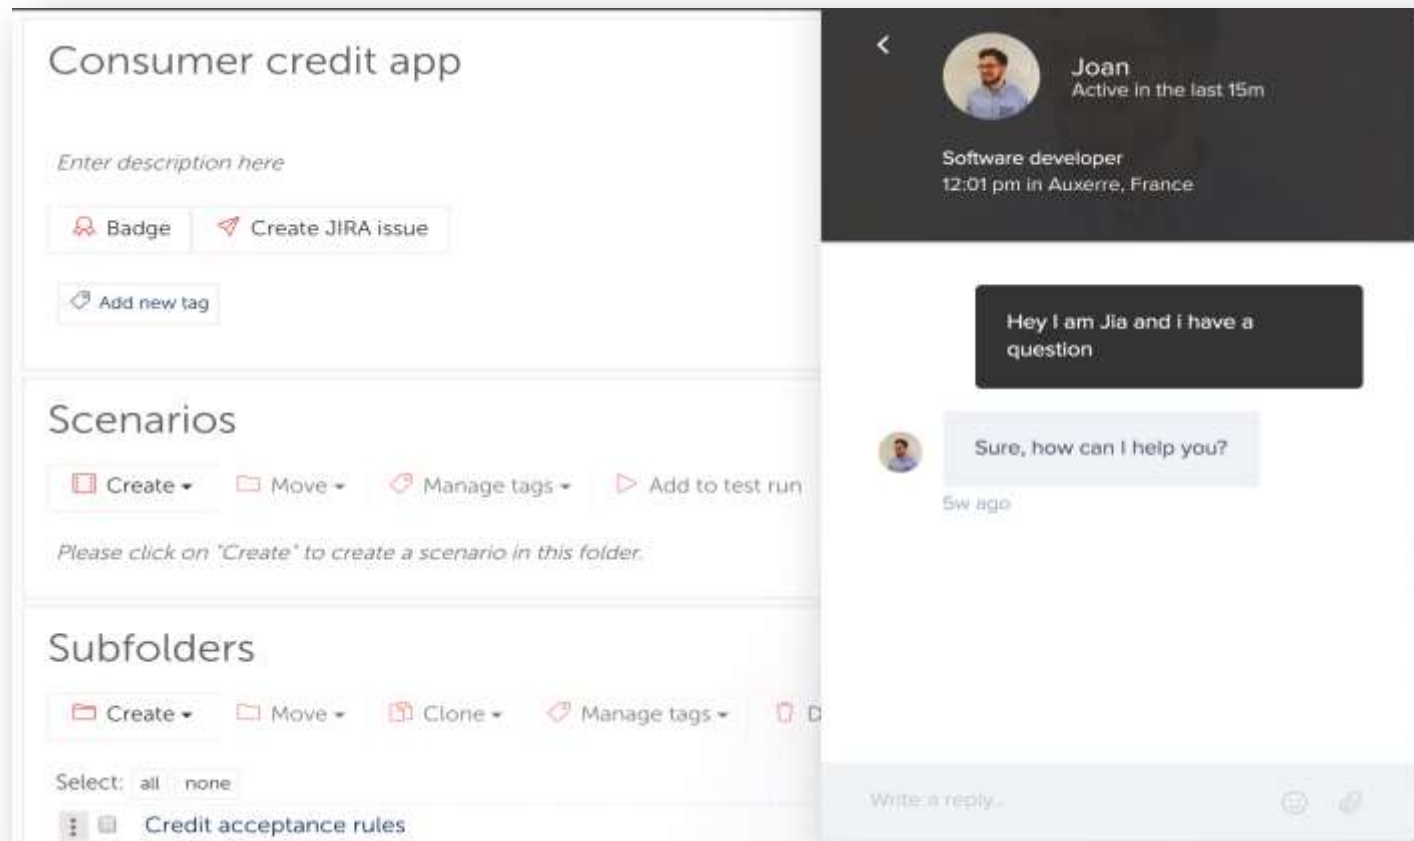 Consumer credit app
Enter description here
Badge
Create JIRA issue
Add new tag
Scenarios
Create
Move
Manage tags
Add to test run
Please click on "Create" to create a scenario in this folder.
Subfolders
Create
Move
Clone
Manage tags
D
Select: all none
Credit acceptance rules
Joan
Active in the last 15m
Software developer
12:01 pm in Auxerre, France
Hey I am Jia and i have a
question
Sure, how can I help you?
5w ago
Write a reply...